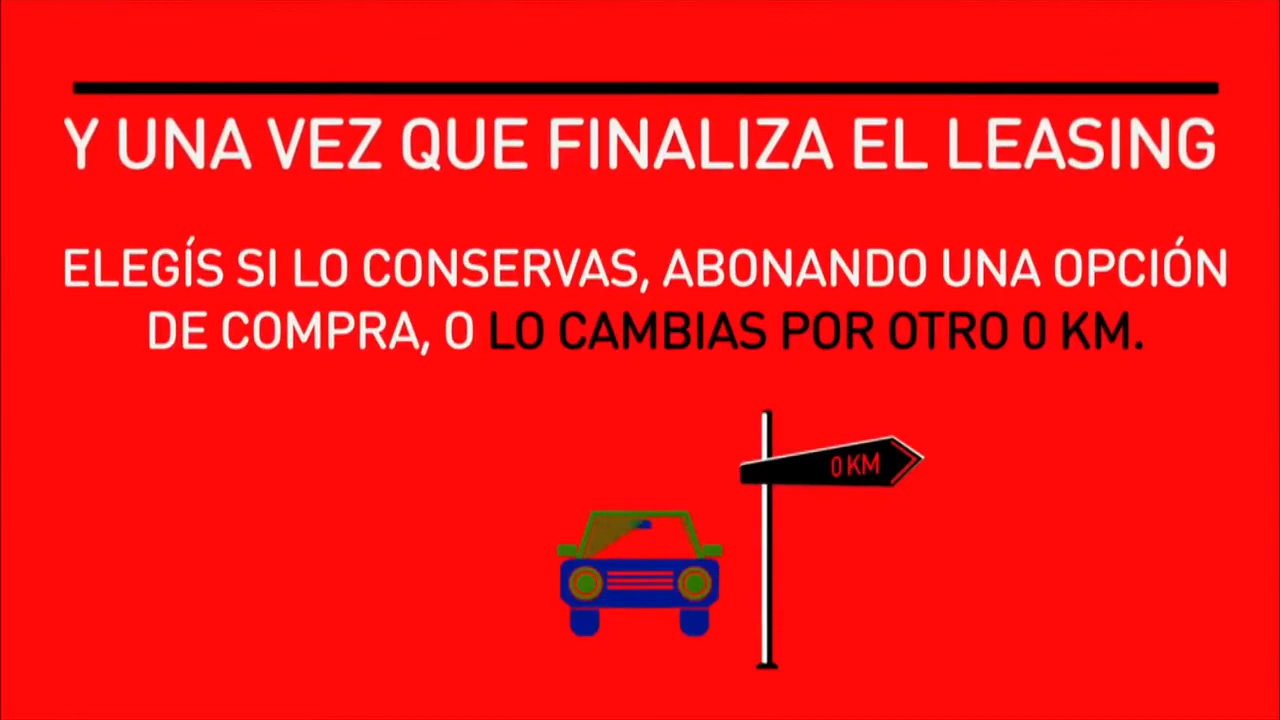 Y UNA VEZ QUE FINALIZA EL LEASING
ELEGÍS SI LO CONSERVAS, ABONANDO UNA OPCIÓN
DE COMPRA, O LO CAMBIAS POR OTRO 0 KM.
0 KM